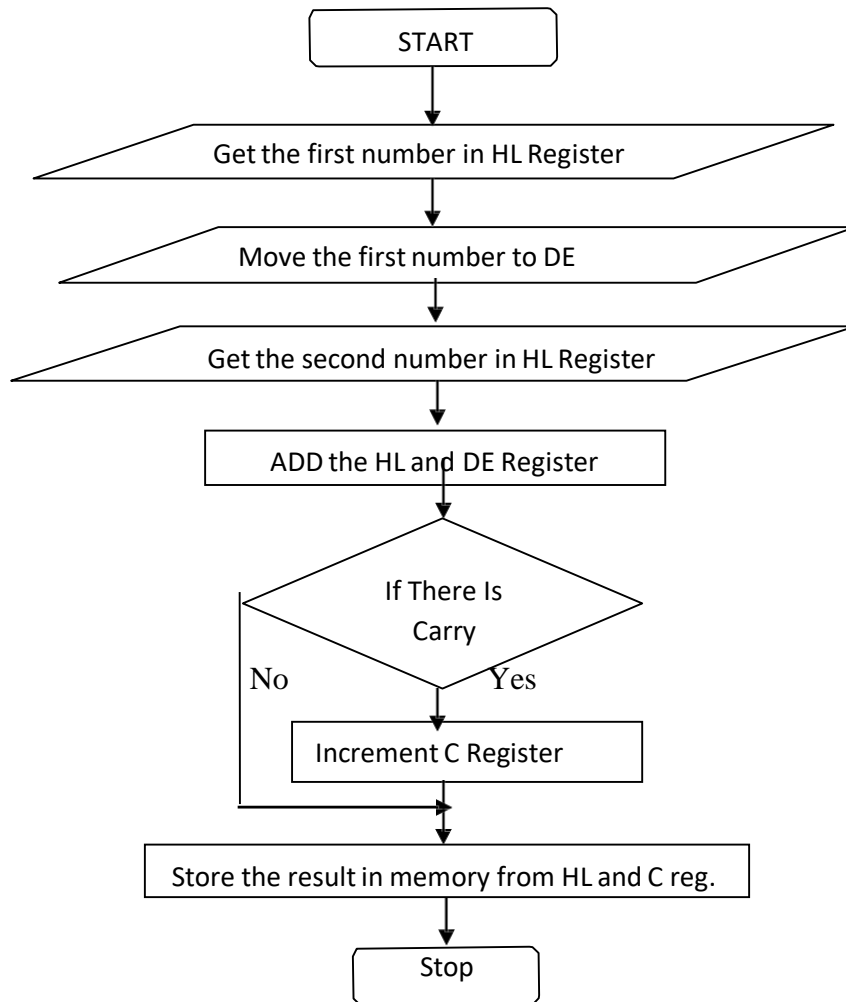 START
Get the first number in HL Register
Move the first number to DE
Get the second number in HL Register
ADD the HL and DE Register
If There Is
Carry
No
Yes
Increment C Register
Store the result in memory from HL and C reg.
Stop